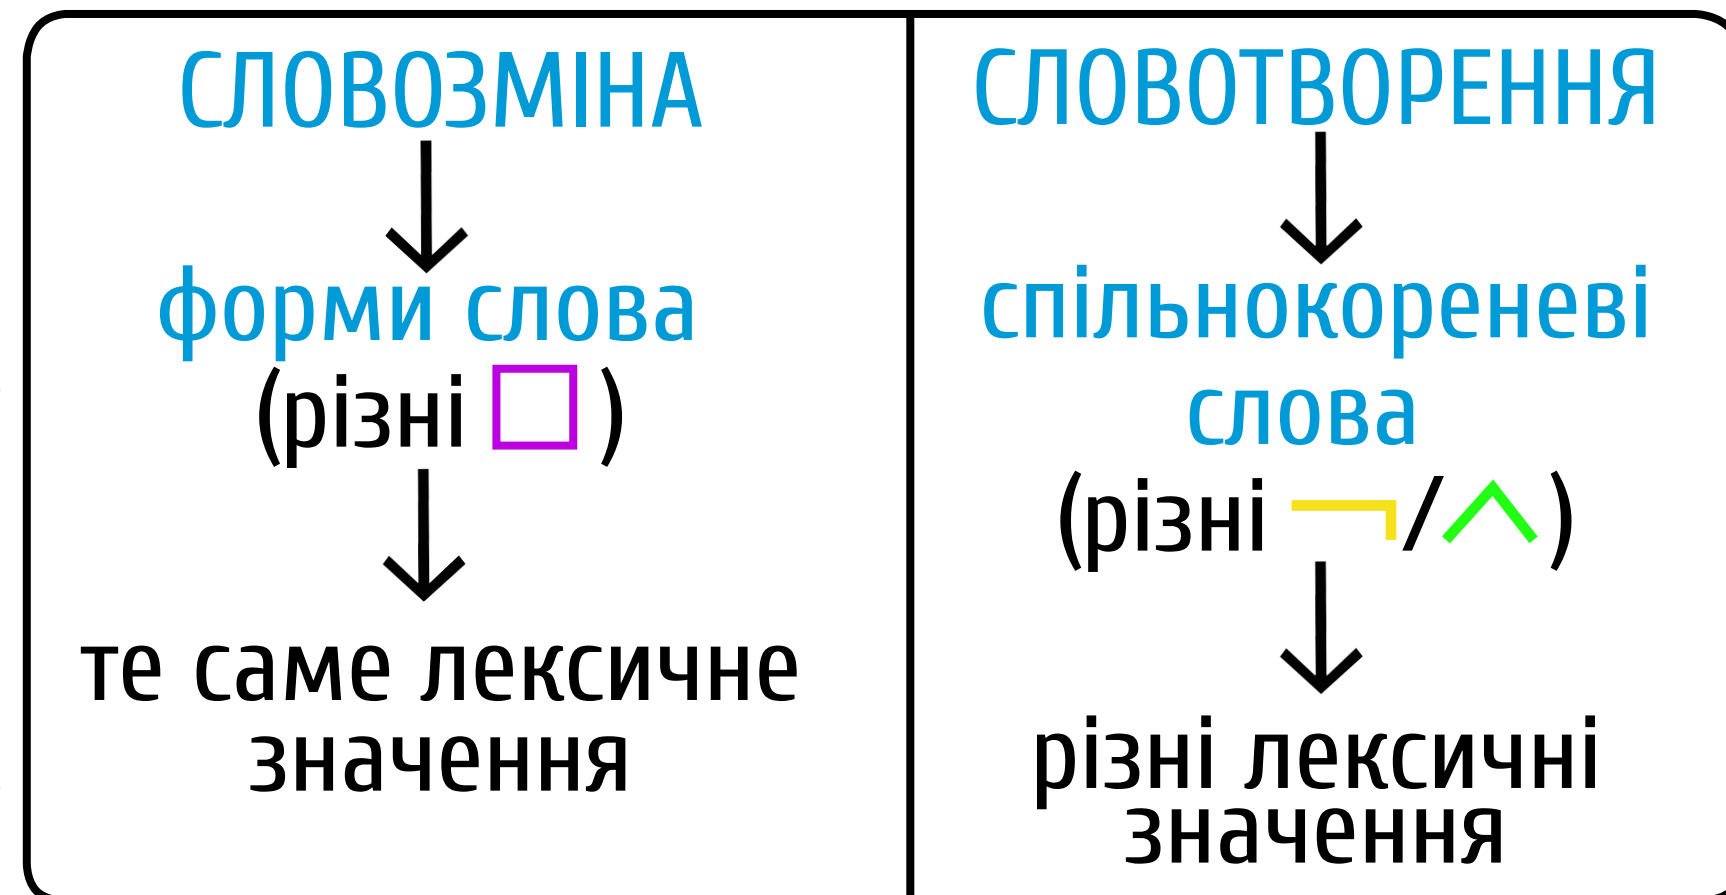 СЛОВОЗМІНА
форми слова
(різні )
те саме лексичне
значення
СЛОВОТВОРЕННЯ
спільнокореневі
слова
(різні / )
різні лексичні
значення